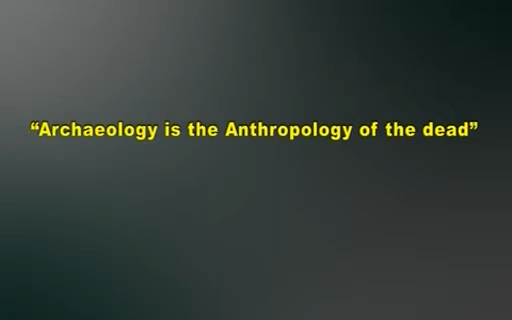 “Archaeology is the Anthropology of the dead”